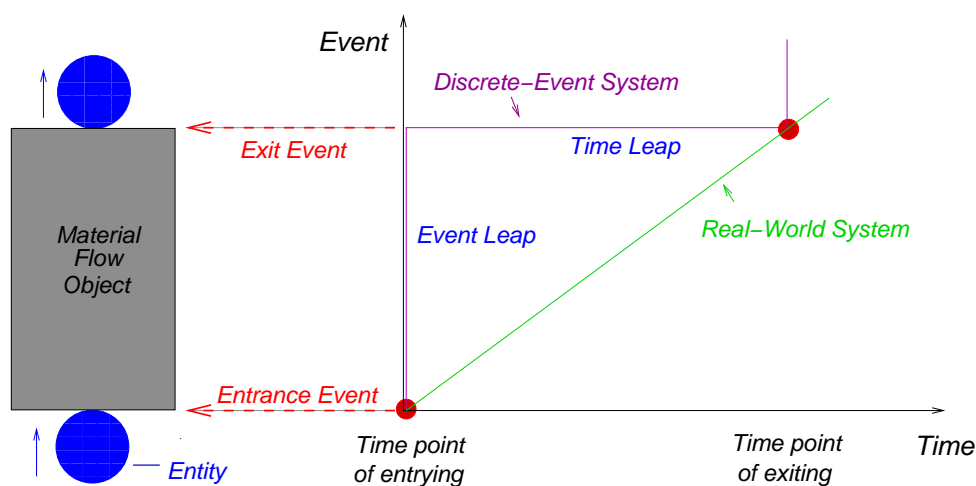 Event
Discrete-Event System
Exit Event
Time Leap
Material
Flow
Object
Event Leap
Real-World System
Entrance Event
Entity
Time point
of entrying
Time point
of exiting
Time